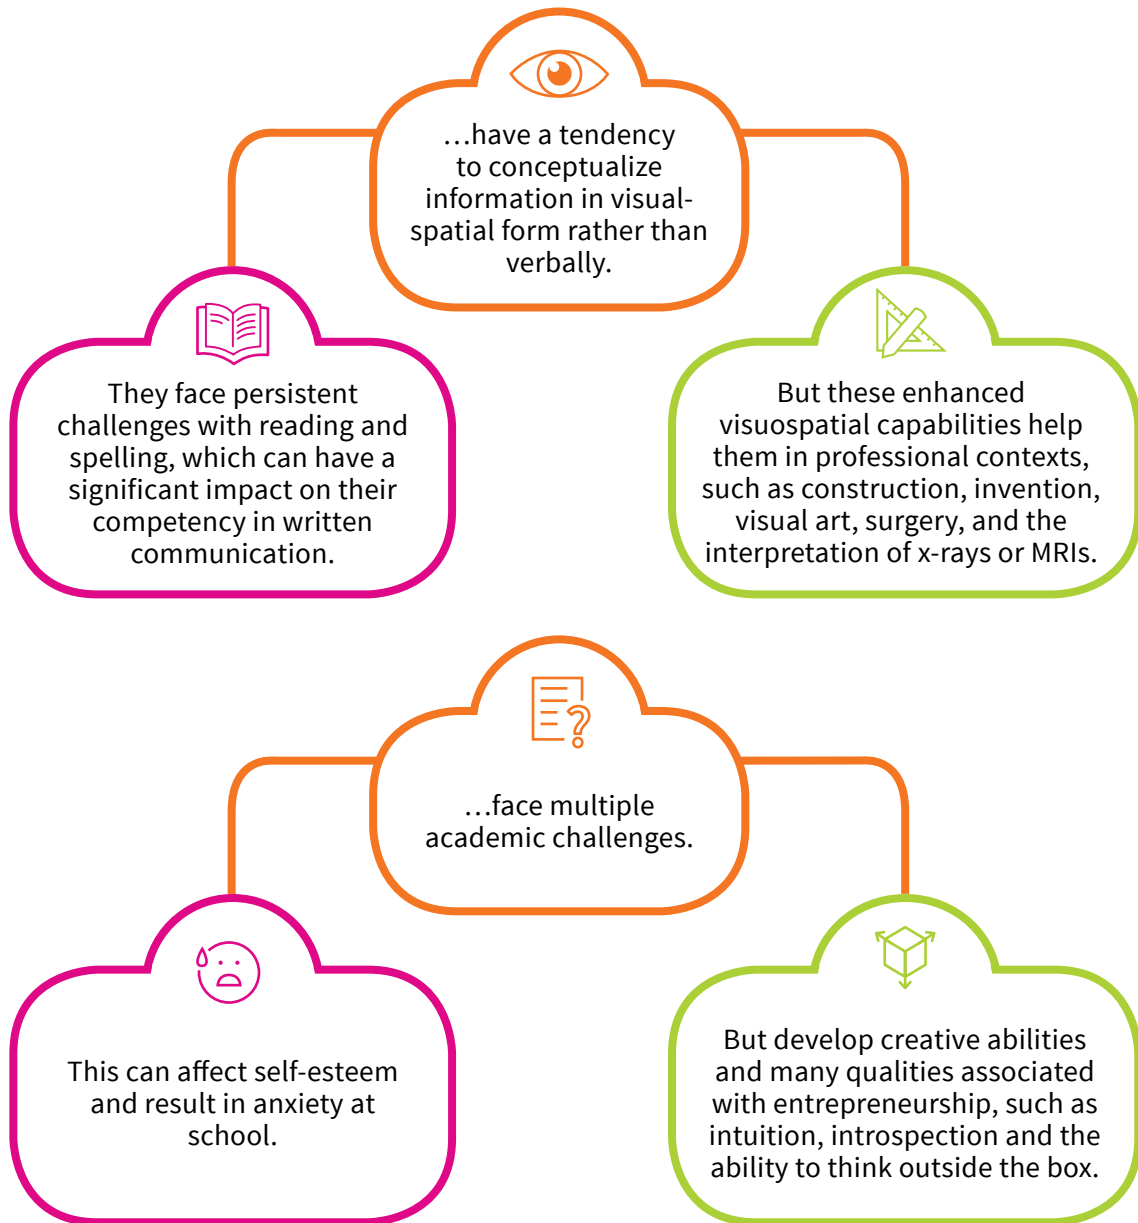 …have a tendency
to conceptualize
information in visual-
spatial form rather than
verbally.
They face persistent
challenges with reading and
spelling, which can have a
significant impact on their
competency in written
communication.
But these enhanced
visuospatial capabilities help
them in professional contexts,
such as construction, invention,
visual art, surgery, and the
interpretation of x-rays or MRIs.
…face multiple
academic challenges.
This can affect self-esteem
and result in anxiety at
school.
But develop creative abilities
and many qualities associated
with entrepreneurship, such as
intuition, introspection and the
ability to think outside the box.